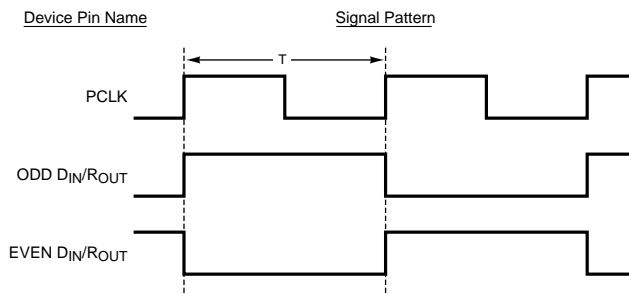 Device Pin Name Signal Pattern
T
PCLK
ODD DIN/ROUT
EVEN DIN/ROUT